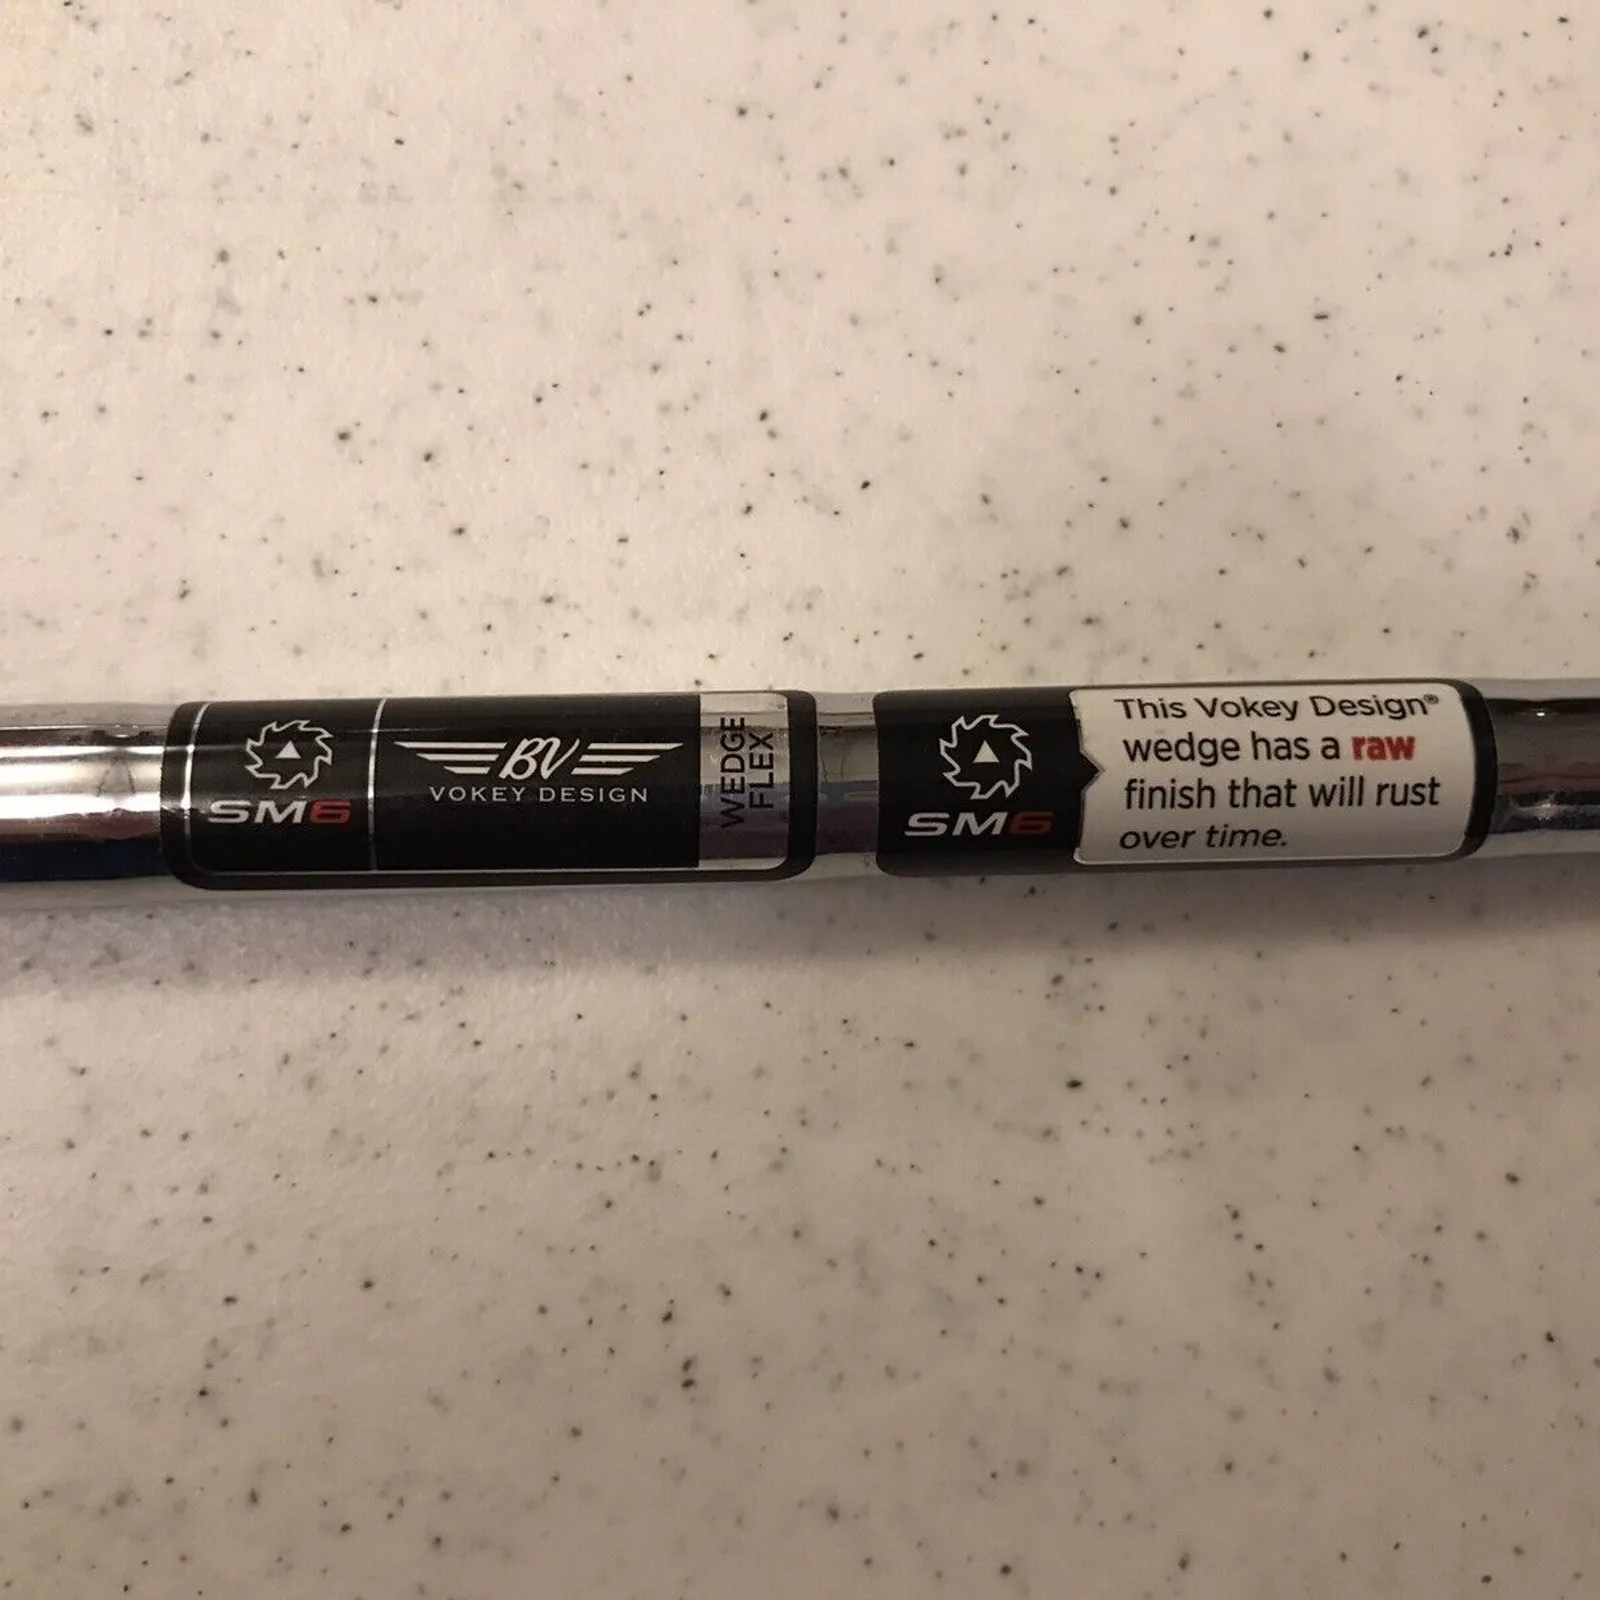 SM6
BV
VOKEY DESIGN
WEDGE
FLEX
SM6
This Vokey Design®
wedge has a raw
finish that will rust
over time.